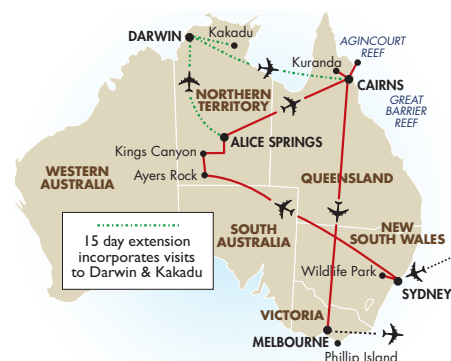 DARWIN
Kakadu
AGINCOURT
REEF
Kuranda
CAIRNS
GREAT
BARRIER
REEF
NORTHERN
TERRITORY
ALICE SPRINGS
Kings Canyon
Ayers Rock
WESTERN
AUSTRALIA
QUEENSLAND
SOUTH
AUSTRALIA
NEW
SOUTH WALES
15 day extension
incorporates visits
to Darwin & Kakadu
Wildlife Park
SYDNEY
VICTORIA
MELBOURNE
Phillip Island